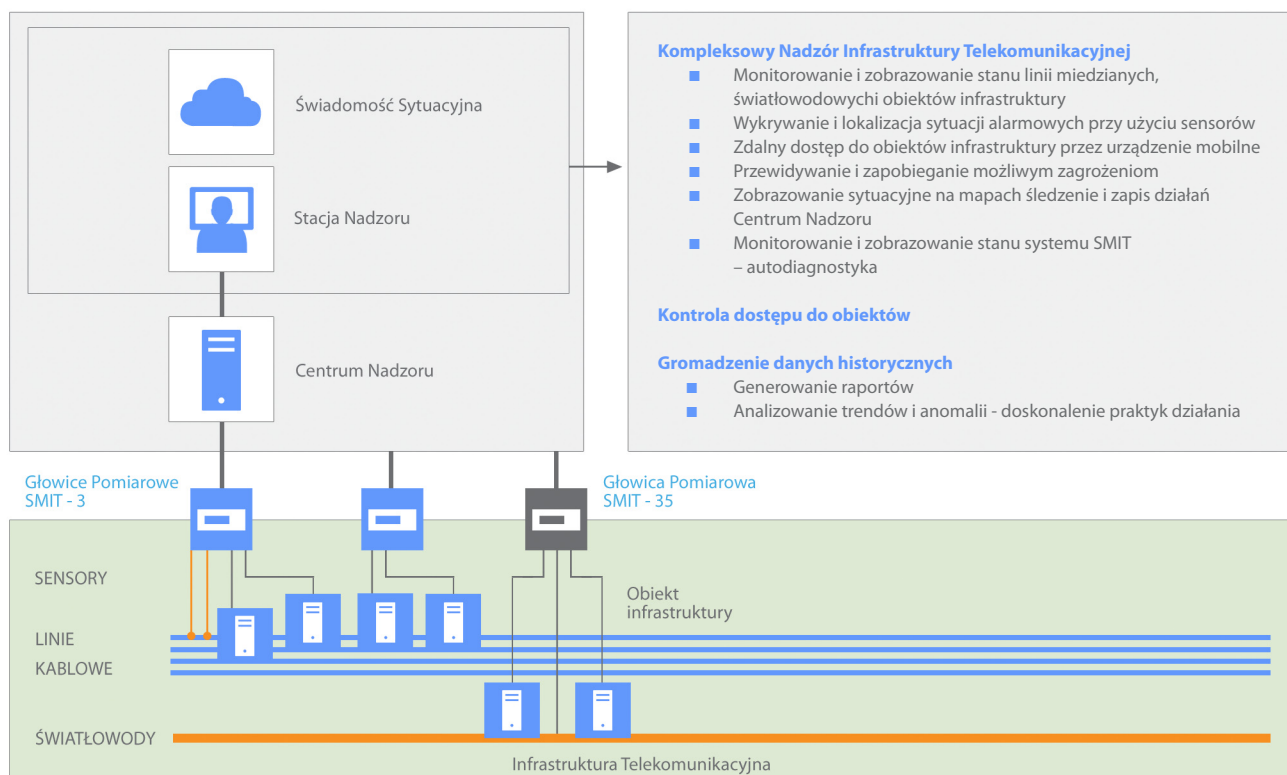 Świadomość Sytuacyjna
Stacja Nadzoru
Centrum Nadzoru
Kompleksowy Nadzór Infrastruktury Telekomunikacyjnej
Monitorowanie i zobrazowanie stanu linii miedzianych,
światłowodowychi obiektów infrastruktury
Wykrywanie i lokalizacja sytuacji alarmowych przy użyciu sensorów
Zdalny dostęp do obiektów infrastruktury przez urządzenie mobilne
Przewidywanie i zapobieganie możliwym zagrożeniom
Zobrazowanie sytuacyjne na mapach śledzenie i zapis działań
Centrum Nadzoru
Monitorowanie i zobrazowanie stanu systemu SMIT
– autodiagnostyka
Kontrola dostępu do obiektów
Gromadzenie danych historycznych
Generowanie raportów
Analizowanie trendów i anomalii - doskonalenie praktyk działania
Głowice Pomiarowe
SMIT - 3
Głowica Pomiarowa
SMIT - 35
SENSORY
Obiekt
infrastruktury
LINIE
KABLOWE
ŚWIATŁOWODY
Infrastruktura Telekomunikacyjna